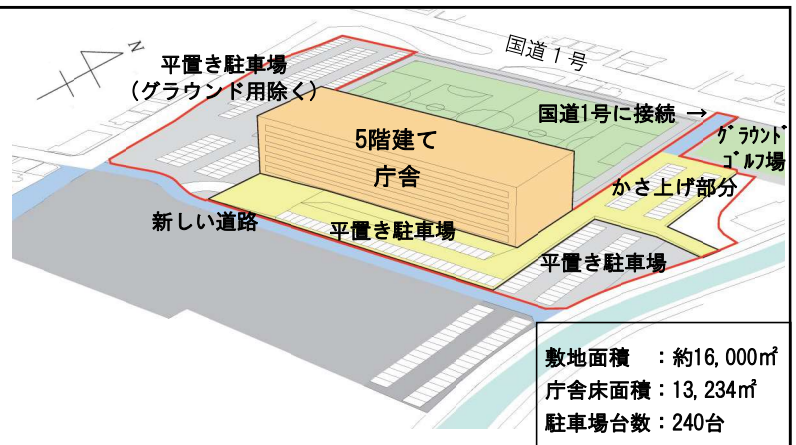 国道1号
N
平置き駐車場
（グラウンド用除く）
国道1号に接続 →
グラウンド
ゴルフ場
5階建て
庁舎
かさ上げ部分
新しい道路
平置き駐車場
平置き駐車場
敷地面積　：約16,000㎡
庁舎床面積：13,234㎡
駐車場台数：240台